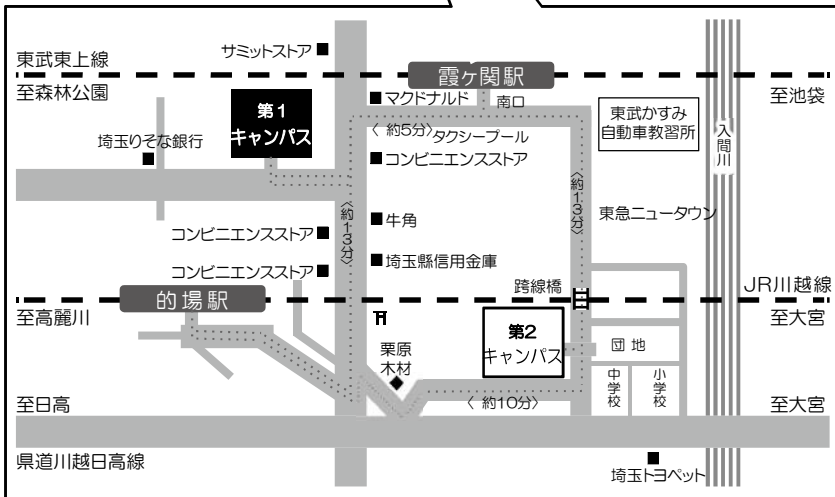 サミットストア
東武東上線
霞ヶ関駅
至森林公園
至池袋
マクドナルド
南口
第1
キャンパス
東武かすみ
自動車教習所
入間川
〈 約5分〉
タクシープール
埼玉りそな銀行
コンビニエンスストア
〈約13分〉
〈約13分〉
牛角
東急ニュータウン
コンビニエンスストア
埼玉縣信用金庫
コンビニエンスストア
跨線橋
JR川越線
的場駅
至高麗川
至大宮
第2
キャンパス
栗原
木材
団 地
中学校
小学校
至日高
〈 約10分〉
至大宮
県道川越日高線
埼玉トヨペット